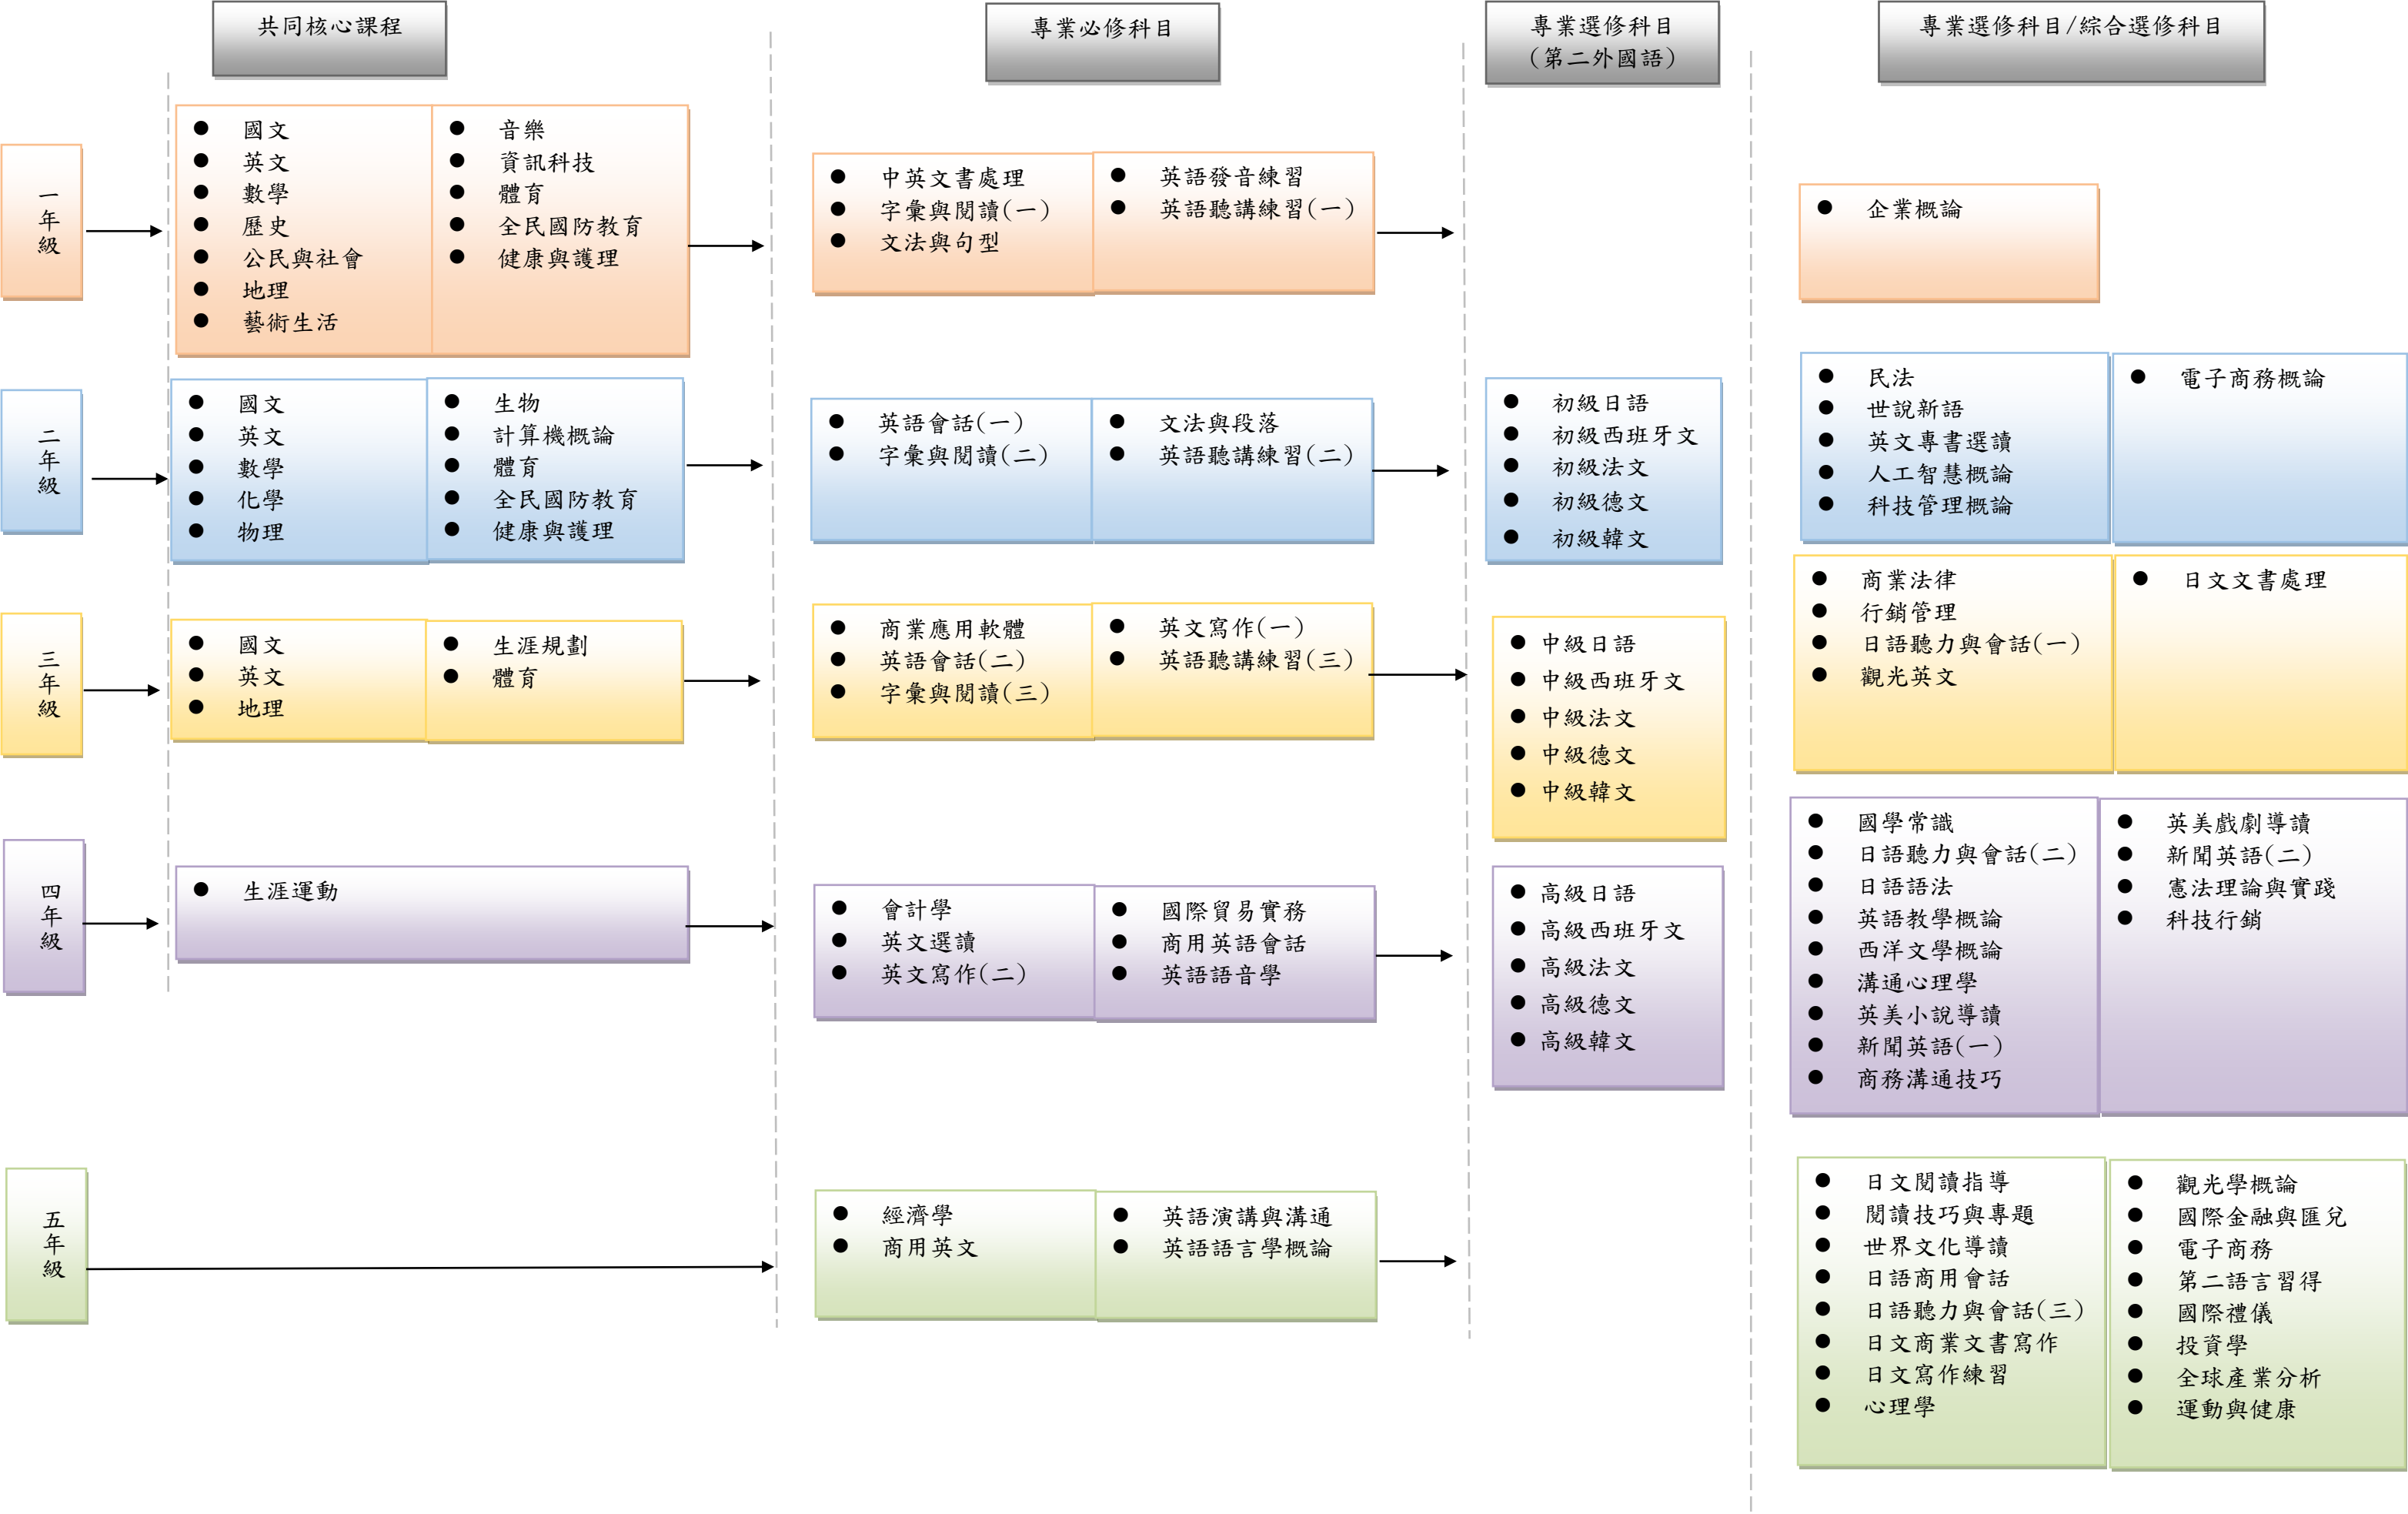 共同核心課程
專業必修科目
專業選修科目
(第二外國語)
專業選修科目/綜合選修科目
一年級
國文
英文
數學
歷史
公民與社會
地理
藝術生活
音樂
資訊科技
體育
全民國防教育
健康與護理
中英文書處理
字彙與閱讀(一)
文法與句型
英語發音練習
英語聽講練習(一)
企業概論
二年級
國文
英文
數學
化學
物理
生物
計算機概論
體育
全民國防教育
健康與護理
英語會話(一)
字彙與閱讀(二)
文法與段落
英語聽講練習(二)
初級日語
初級西班牙文
初級法文
初級德文
初級韓文
民法
世說新語
英文專書選讀
人工智慧概論
科技管理概論
電子商務概論
三年級
國文
英文
地理
生涯規劃
體育
商業應用軟體
英語會話(二)
字彙與閱讀(三)
英文寫作(一)
英語聽講練習(三)
中級日語
中級西班牙文
中級法文
中級德文
中級韓文
商業法律
行銷管理
日語聽力與會話(一)
觀光英文
日文文書處理
四年級
生涯運動
會計學
英文選讀
英文寫作(二)
國際貿易實務
商用英語會話
英語語音學
高級日語
高級西班牙文
高級法文
高級德文
高級韓文
國學常識
日語聽力與會話(二)
日語語法
英語教學概論
西洋文學概論
溝通心理學
英美小說導讀
新聞英語(一)
商務溝通技巧
英美戲劇導讀
新聞英語(二)
憲法理論與實踐
科技行銷
五年級
經濟學
商用英文
英語演講與溝通
英語語言學概論
日文閱讀指導
閱讀技巧與專題
世界文化導讀
日語商用會話
日語聽力與會話(三)
日文商業文書寫作
日文寫作練習
心理學
觀光學概論
國際金融與匯兌
電子商務
第二語言習得
國際禮儀
投資學
全球產業分析
運動與健康